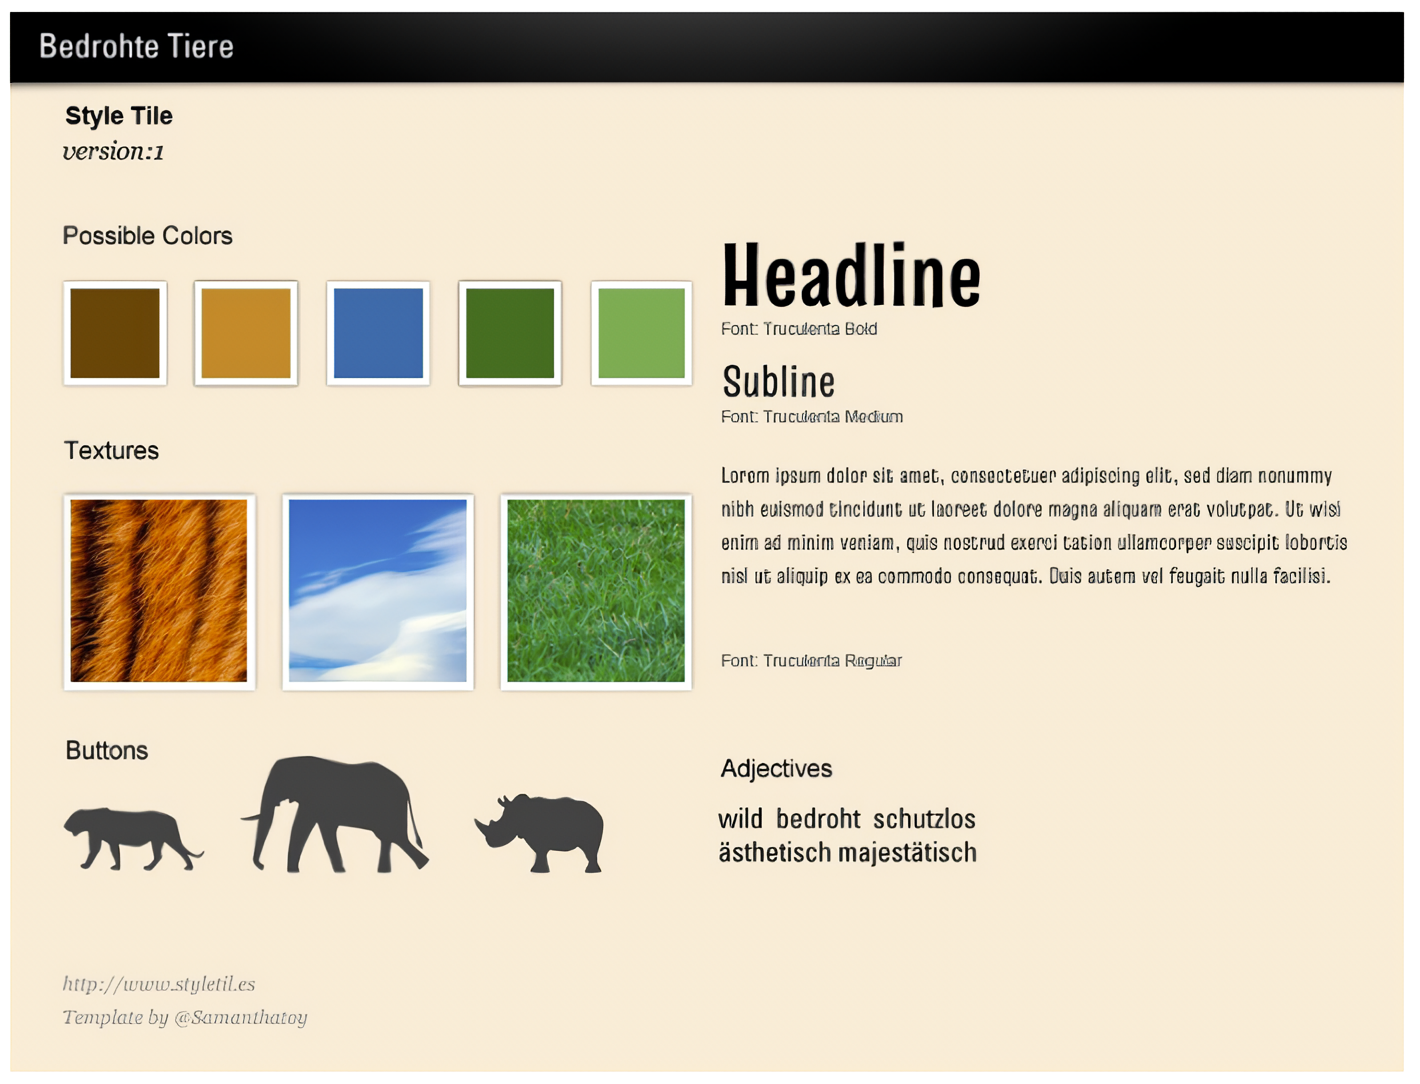 Bedrohte Tiere
Style Tile
version:1
Possible Colors
Textures
Buttons
Headline
Font: Truculenta Bold
Subline
Font: Truculenta Medium
Lorem ipsum dolor sit amet, consectetuer adipiscing elit, sed diam nonummy
nibh euismod tincidunt ut laoreet dolore magna aliquam erat volutpat. Ut wisi
enim ad minim veniam, quis nostrud exerci tation ullamcorper suscipit lobortis
nisl ut aliquip ex ea commodo consequat. Duis autem vel feugait nulla facilisi.
Font: Truculenta Regular
Adjectives
wild bedroht schutzlos
ästhetisch majestätisch
http://www.styletil.es
Template by @Samanthatoy